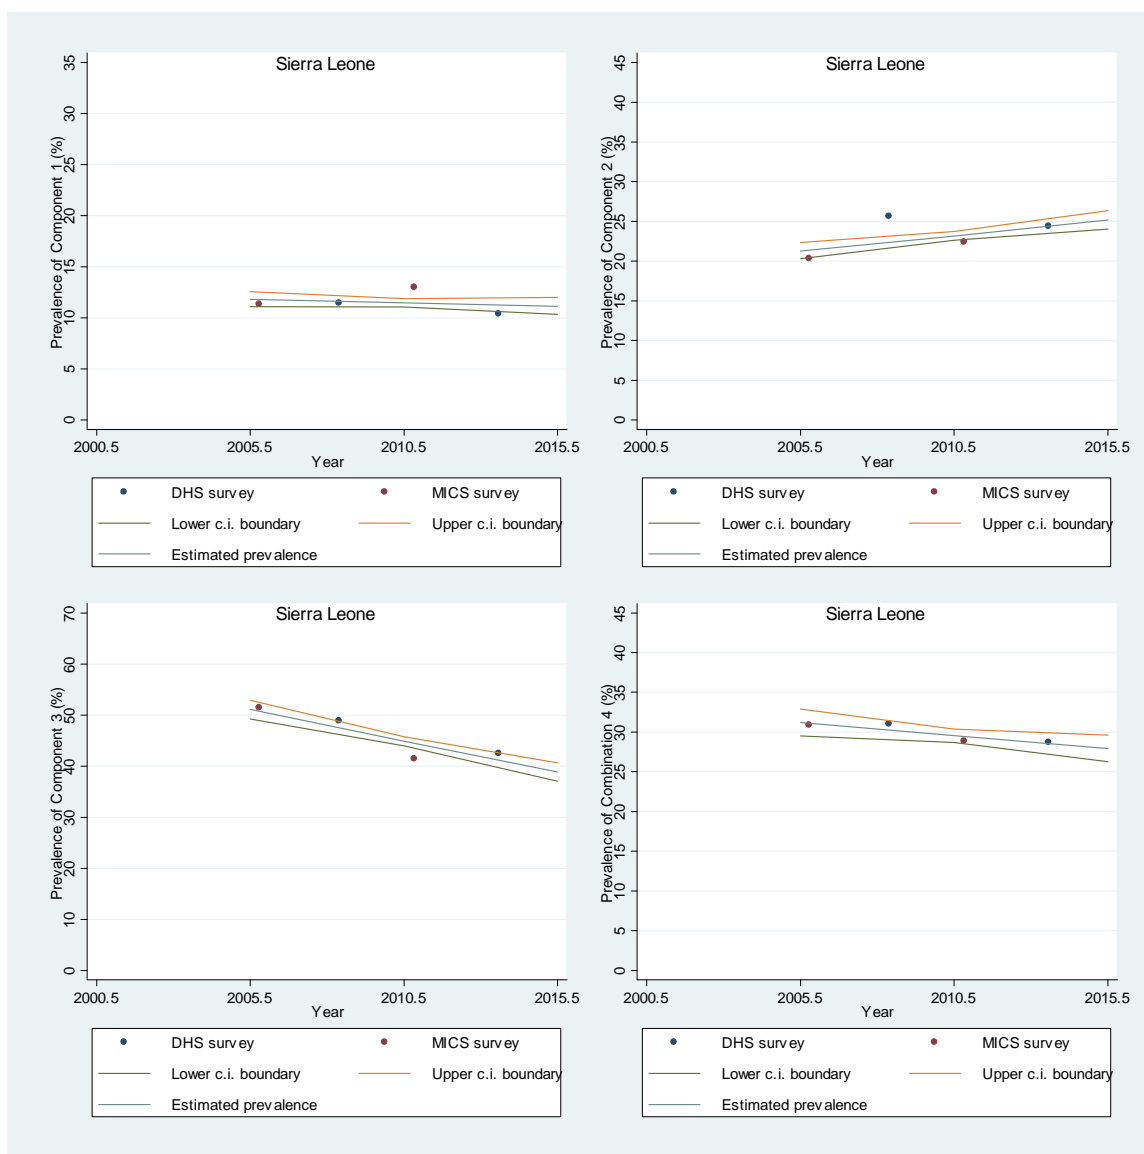 Sierra Leone
Prevalence of Component 1 (%)
35
30
25
20
15
10
5
0
2000.5 2005.5 2010.5 2015.5
Year
DHS survey MICS survey
Lower c.i. boundary Upper c.i. boundary
Estimated prevalence
Sierra Leone
Prevalence of Component 2 (%)
45
40
35
30
25
20
15
10
5
0
2000.5 2005.5 2010.5 2015.5
Year
DHS survey MICS survey
Lower c.i. boundary Upper c.i. boundary
Estimated prevalence
Sierra Leone
Prevalence of Component 3 (%)
70
60
50
40
30
20
10
0
2000.5 2005.5 2010.5 2015.5
Year
DHS survey MICS survey
Lower c.i. boundary Upper c.i. boundary
Estimated prevalence
Sierra Leone
Prevalence of Combination 4 (%)
45
40
35
30
25
20
15
10
5
0
2000.5 2005.5 2010.5 2015.5
Year
DHS survey MICS survey
Lower c.i. boundary Upper c.i. boundary
Estimated prevalence